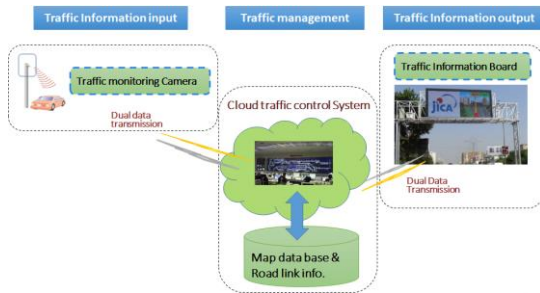 Traffic Information input
Traffic management
Traffic Information output
Traffic monitoring Camera
Dual data
transmission
Cloud traffic control System
Map data base &
Road link info.
Traffic Information Board
JICA
Dual Data
Transmission